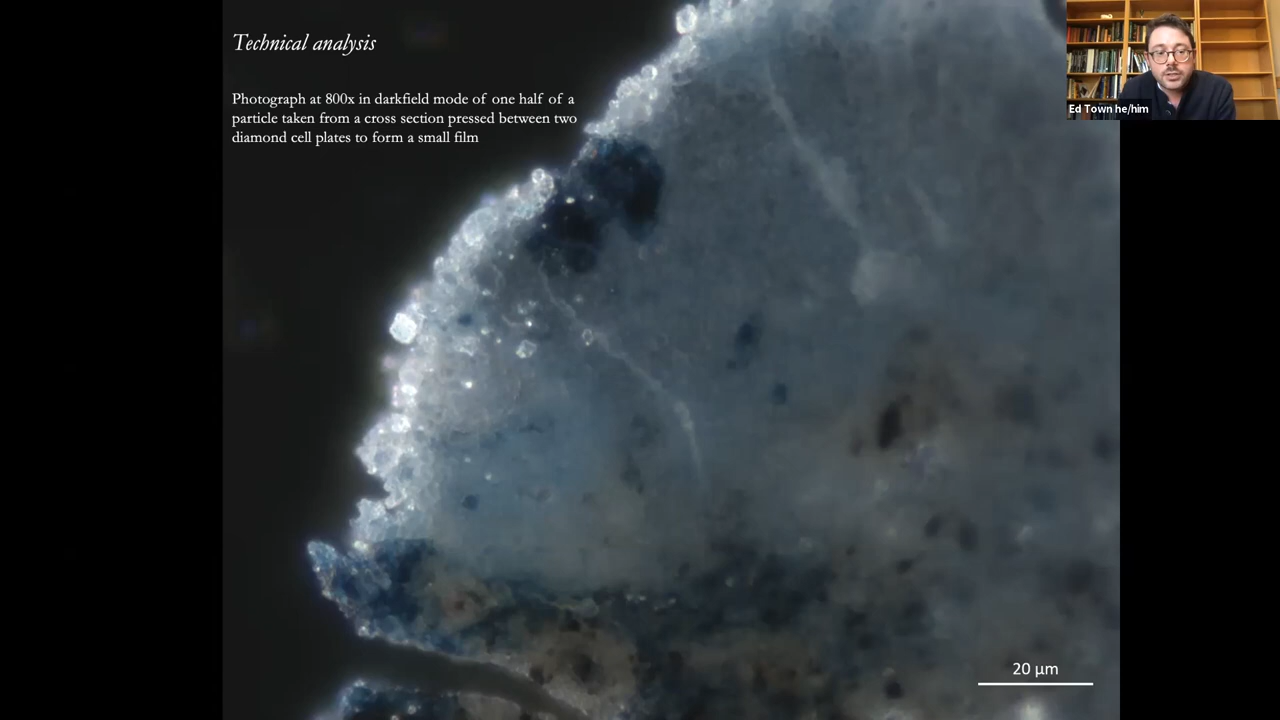 Technical analysis
Photograph at 800x in darkfield mode of one half of a
particle taken from a cross section pressed between two
diamond cell plates to form a small film
Ed Town he/him
20 µm